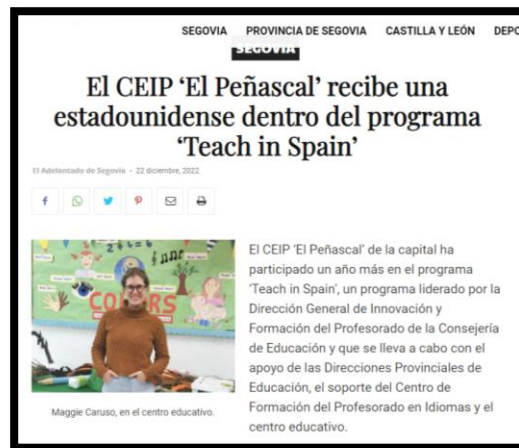 SEGOVIA PROVINCIA DE SEGOVIA CASTILLA Y LEÓN DEPO
SEGOVIA
El CEIP ‘El Peñascal’ recibe una
estadounidense dentro del programa
‘Teach in Spain’
El Adelantado de Segovia - 22 diciembre, 2022
COLORS
Maggie Caruso, en el centro educativo.
El CEIP ‘El Peñascal’ de la capital ha
participado un año más en el programa
‘Teach in Spain’, un programa liderado por la
Dirección General de Innovación y
Formación del Profesorado de la Consejería
de Educación y que se lleva a cabo con el
apoyo de las Direcciones Provinciales de
Educación, el soporte del Centro de
Formación del Profesorado en Idiomas y el
centro educativo.